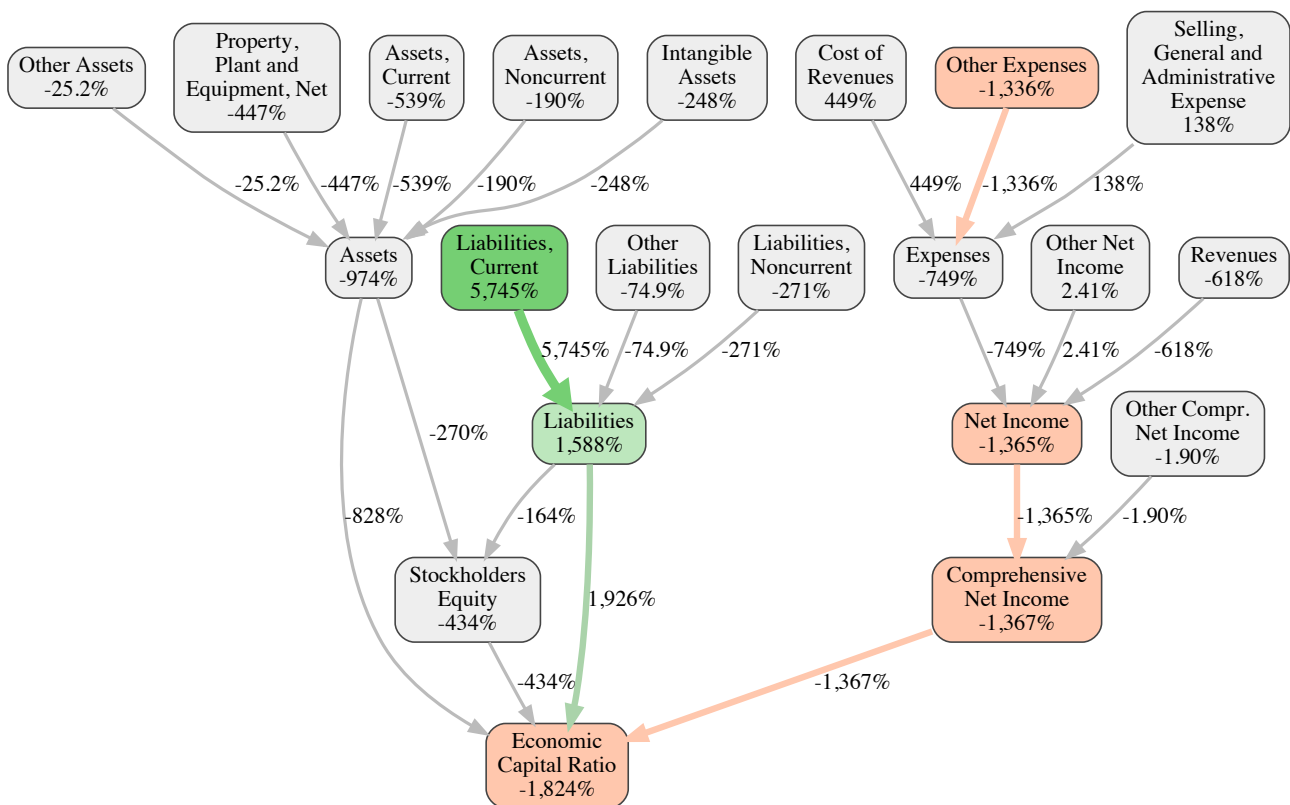 Other Assets
-25.2%
Property,
Plant and
Equipment, Net
-447%
Assets,
Current
-539%
Assets,
Noncurrent
-190%
Intangible
Assets
-248%
Cost of
Revenues
449%
Other Expenses
-1,336%
Selling,
General and
Administrative
Expense
138%
-25.2%
-447%
-539%
-190%
-248%
449%
-1,336%
138%
Assets
-974%
Liabilities,
Current
5,745%
Other
Liabilities
-74.9%
Liabilities,
Noncurrent
-271%
Expenses
-749%
Other Net
Income
2.41%
Revenues
-618%
5,745%
-74.9%
-271%
-749%
2.41%
-618%
-270%
Liabilities
1,588%
Net Income
-1,365%
Other Compr.
Net Income
-1.90%
-828%
-164%
-1,365%
-1.90%
Stockholders
Equity
-434%
1,926%
Comprehensive
Net Income
-1,367%
-434%
-1,367%
Economic
Capital Ratio
-1,824%